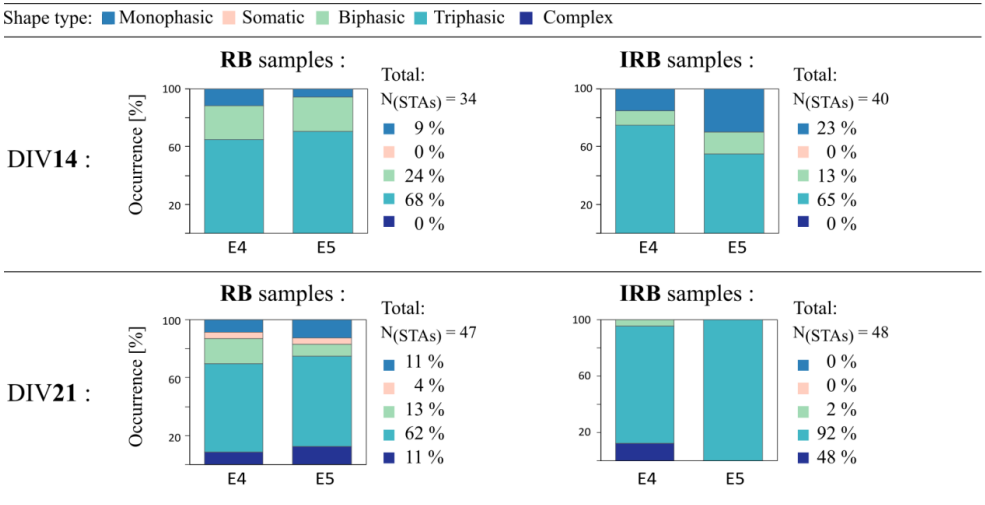 Shape type: Monophasic Somatic Biphasic Triphasic Complex
RB samples :
IRB samples :
DIV14 :
Occurrence [%]
100
60
20
E4 E5
Total:
N(STAs) = 34
9 %
0 %
24 %
68 %
0 %
100
60
20
E4 E5
Total:
N(STAs) = 40
23 %
0 %
13 %
65 %
0 %
RB samples :
IRB samples :
DIV21 :
Occurrence [%]
100
60
20
E4 E5
Total:
N(STAs) = 47
11 %
4 %
13 %
62 %
11 %
100
60
20
E4 E5
Total:
N(STAs) = 48
0 %
0 %
2 %
92 %
48 %